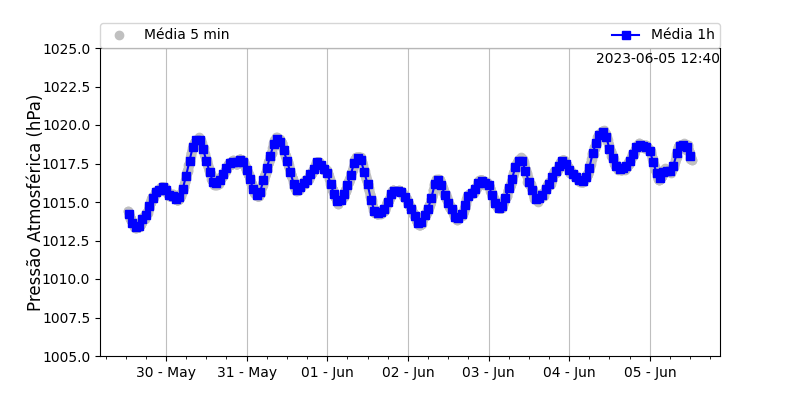 Média 5 min
Média 1h
2023-06-05 12:40
Pressão Atmosférica (hPa)
1025.0
1022.5
1020.0
1017.5
1015.0
1012.5
1010.0
1007.5
1005.0
30 - May
31 - May
01 - Jun
02 - Jun
03 - Jun
04 - Jun
05 - Jun